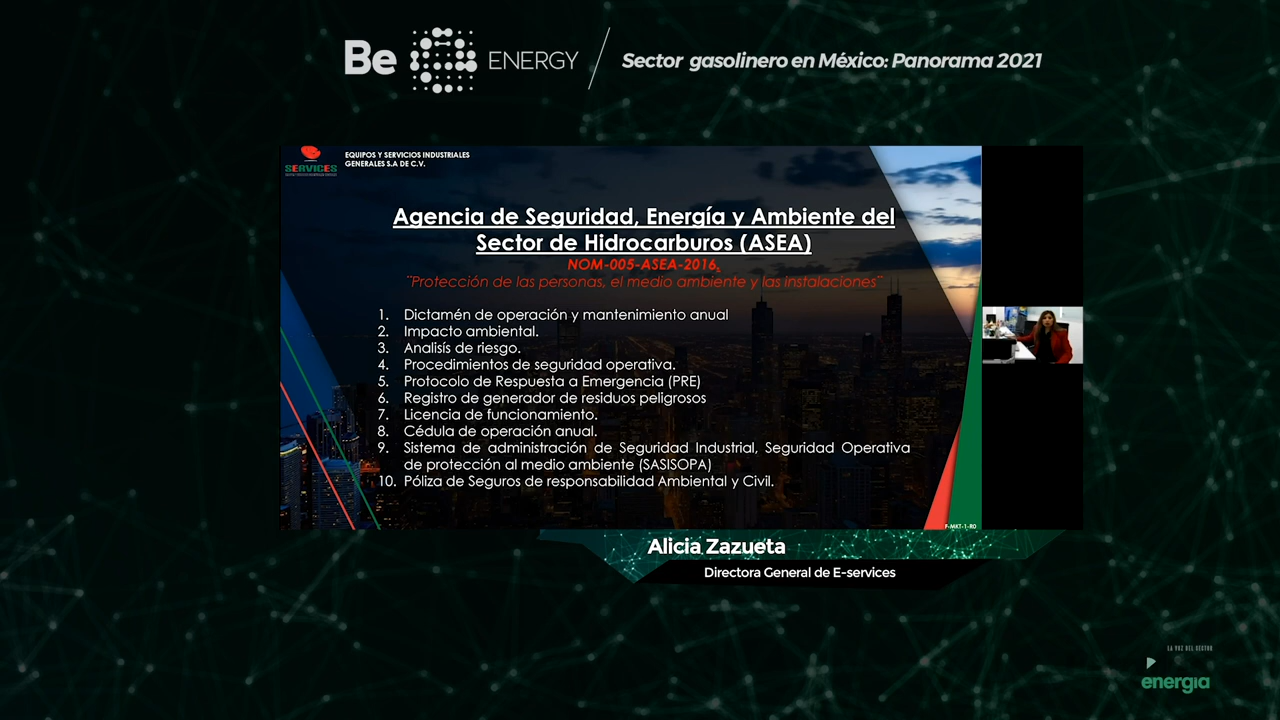 Be ENERGY
Sector gasolinero en México: Panorama 2021
SERVICES
EQUIPOS Y SERVICIOS INDUSTRIALES
GENERALES S.A DE C.V.
Agencia de Seguridad, Energía y Ambiente del
Sector de Hidrocarburos (ASEA)
NOM-005-ASEA-2016.
¨Protección de las personas, el medio ambiente y las instalaciones¨
1. Dictamén de operación y mantenimiento anual
2. Impacto ambiental.
3. Analisís de riesgo.
4. Procedimientos de seguridad operativa.
5. Protocolo de Respuesta a Emergencia (PRE)
6. Registro de generador de residuos peligrosos
7. Licencia de funcionamiento.
8. Cédula de operación anual.
9. Sistema de administración de Seguridad Industrial, Seguridad Operativa
de protección al medio ambiente (SASISOPA)
10. Póliza de Seguros de responsabilidad Ambiental y Civil.
F-MKT-1-R0
Alicia Zazueta
Directora General de E-services
LA VOZ DEL SECTOR
energía